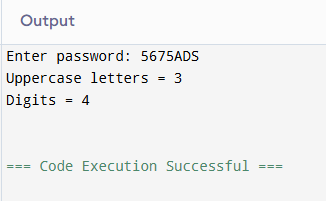 Output
Enter password: 5675ADS
Uppercase letters = 3
Digits = 4
=== Code Execution Successful ===